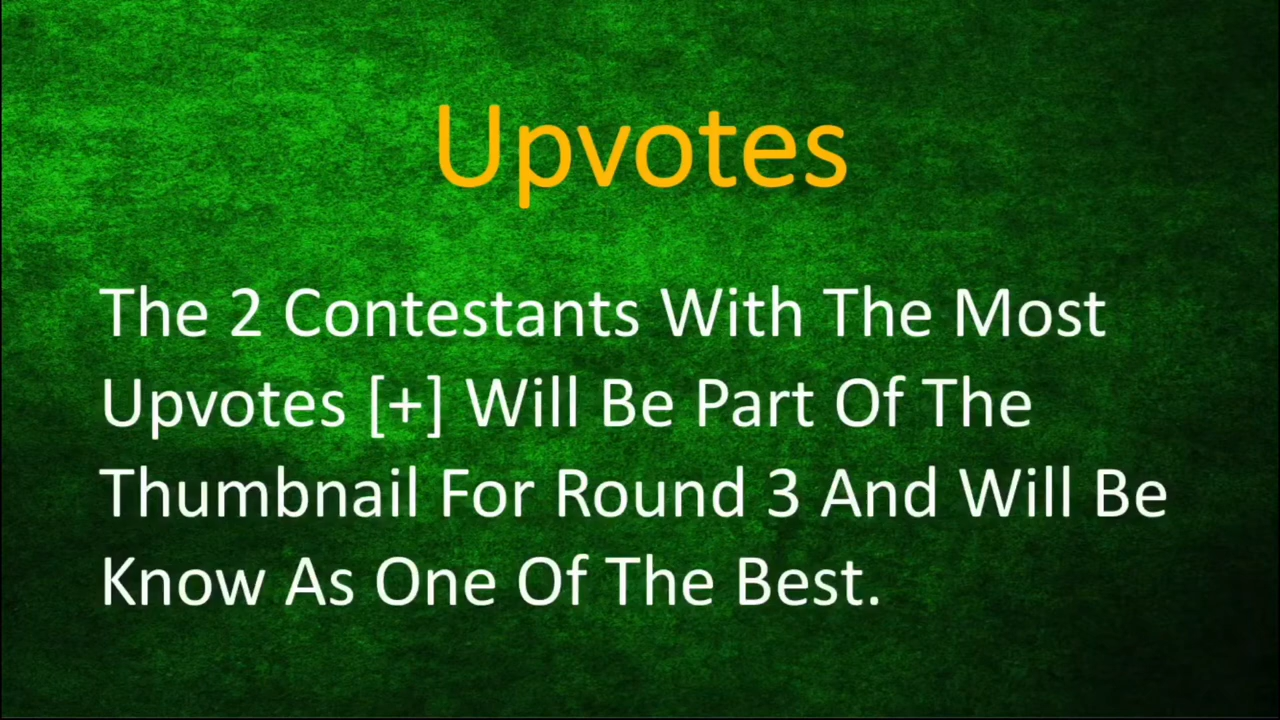 Upvotes
The 2 Contestants With The Most
Upvotes [+] Will Be Part Of The
Thumbnail For Round 3 And Will Be
Know As One Of The Best.